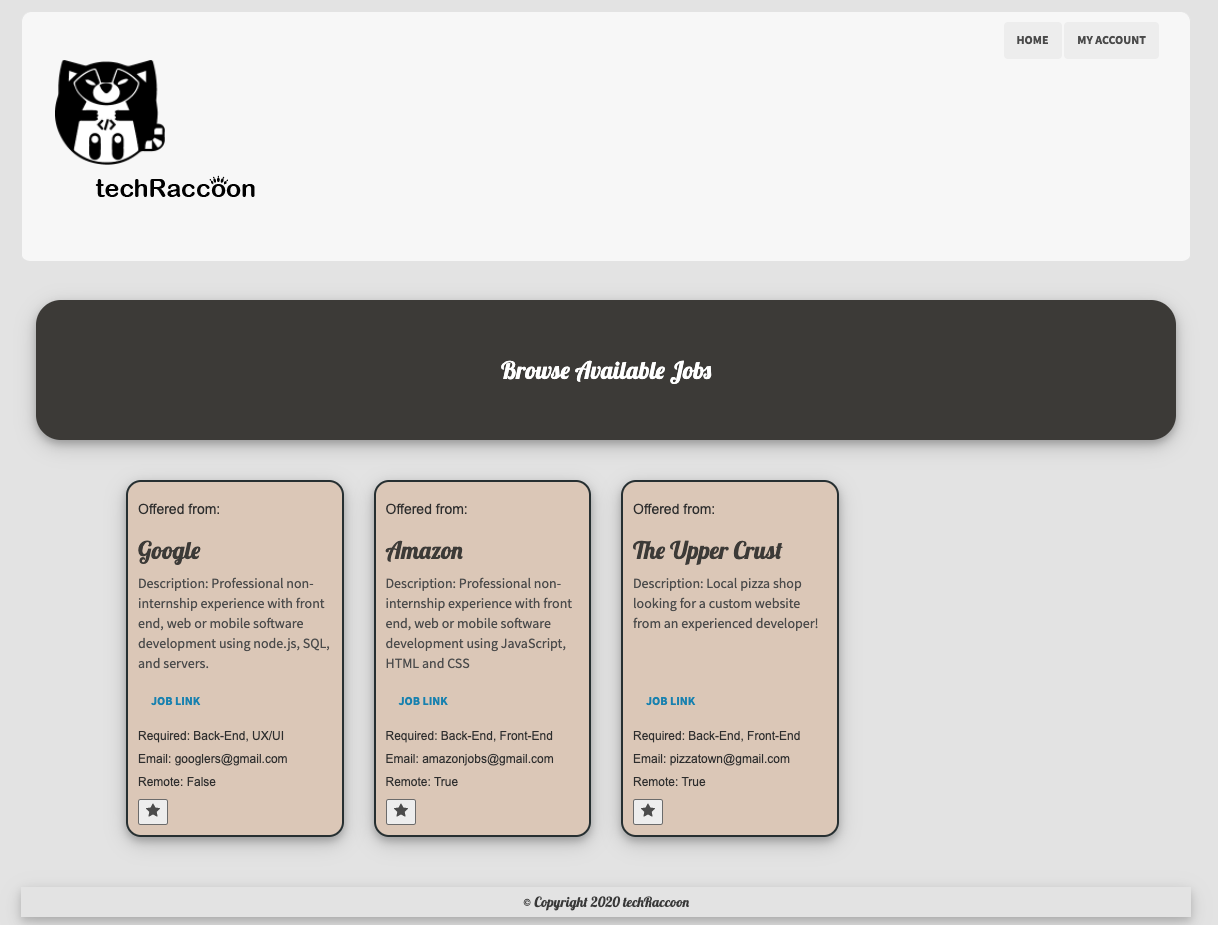 HOME MY ACCOUNT
</>
techRaccoon
Browse Available Jobs
Offered from:
Google
Description: Professional non-
internship experience with front
end, web or mobile software
development using node.js, SQL,
and servers.
JOB LINK
Required: Back-End, UX/UI
Email: googlers@gmail.com
Remote: False
Offered from:
Amazon
Description: Professional non-
internship experience with front
end, web or mobile software
development using JavaScript,
HTML and CSS
JOB LINK
Required: Back-End, Front-End
Email: amazonjobs@gmail.com
Remote: True
Offered from:
The Upper Crust
Description: Local pizza shop
looking for a custom website
from an experienced developer!
JOB LINK
Required: Back-End, Front-End
Email: pizzatown@gmail.com
Remote: True
© Copyright 2020 techRaccoon